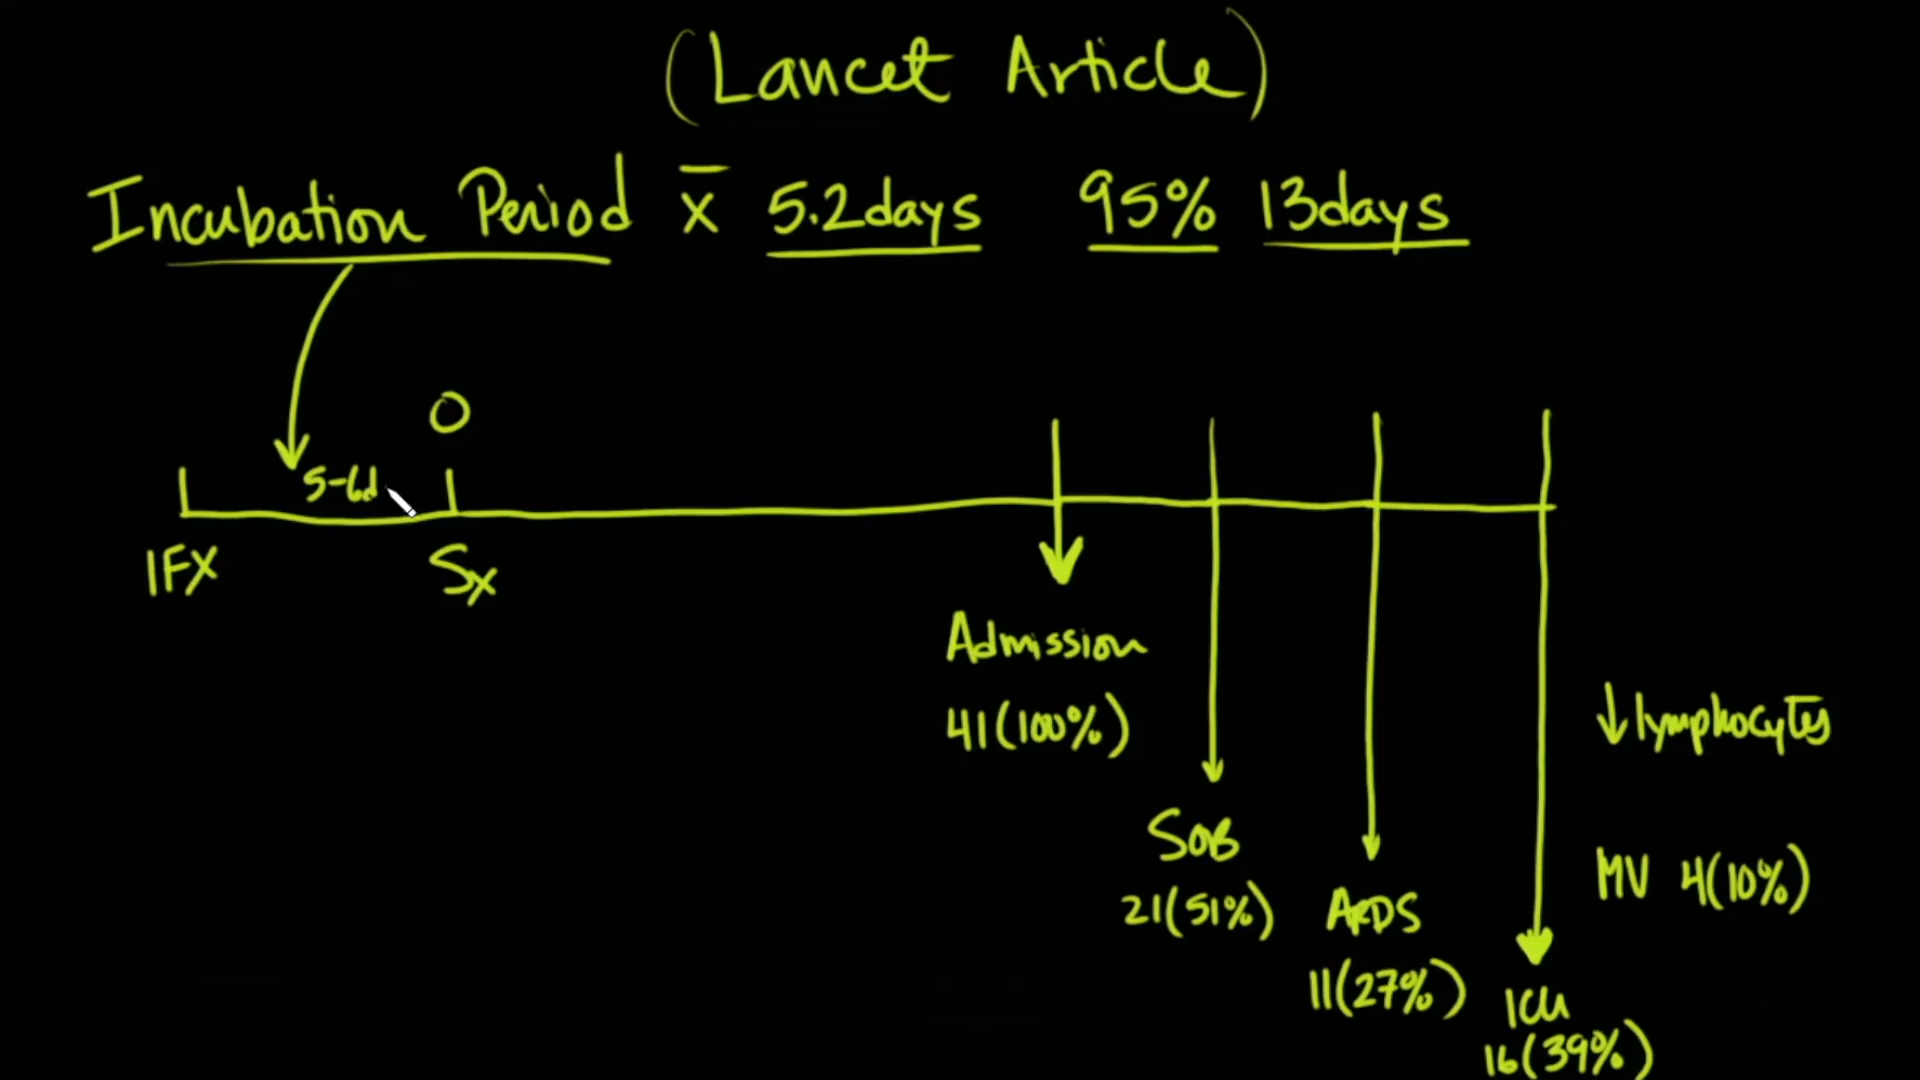 (Lancet Article)
Incubation Period x̄ 5.2days 95% 13days
0
5-6d
IFX
Sx
Admission
41(100%)
↓lymphocytes
SOB
21(51%)
MV 4(10%)
ARDS
11(27%)
ICU
16(39%)